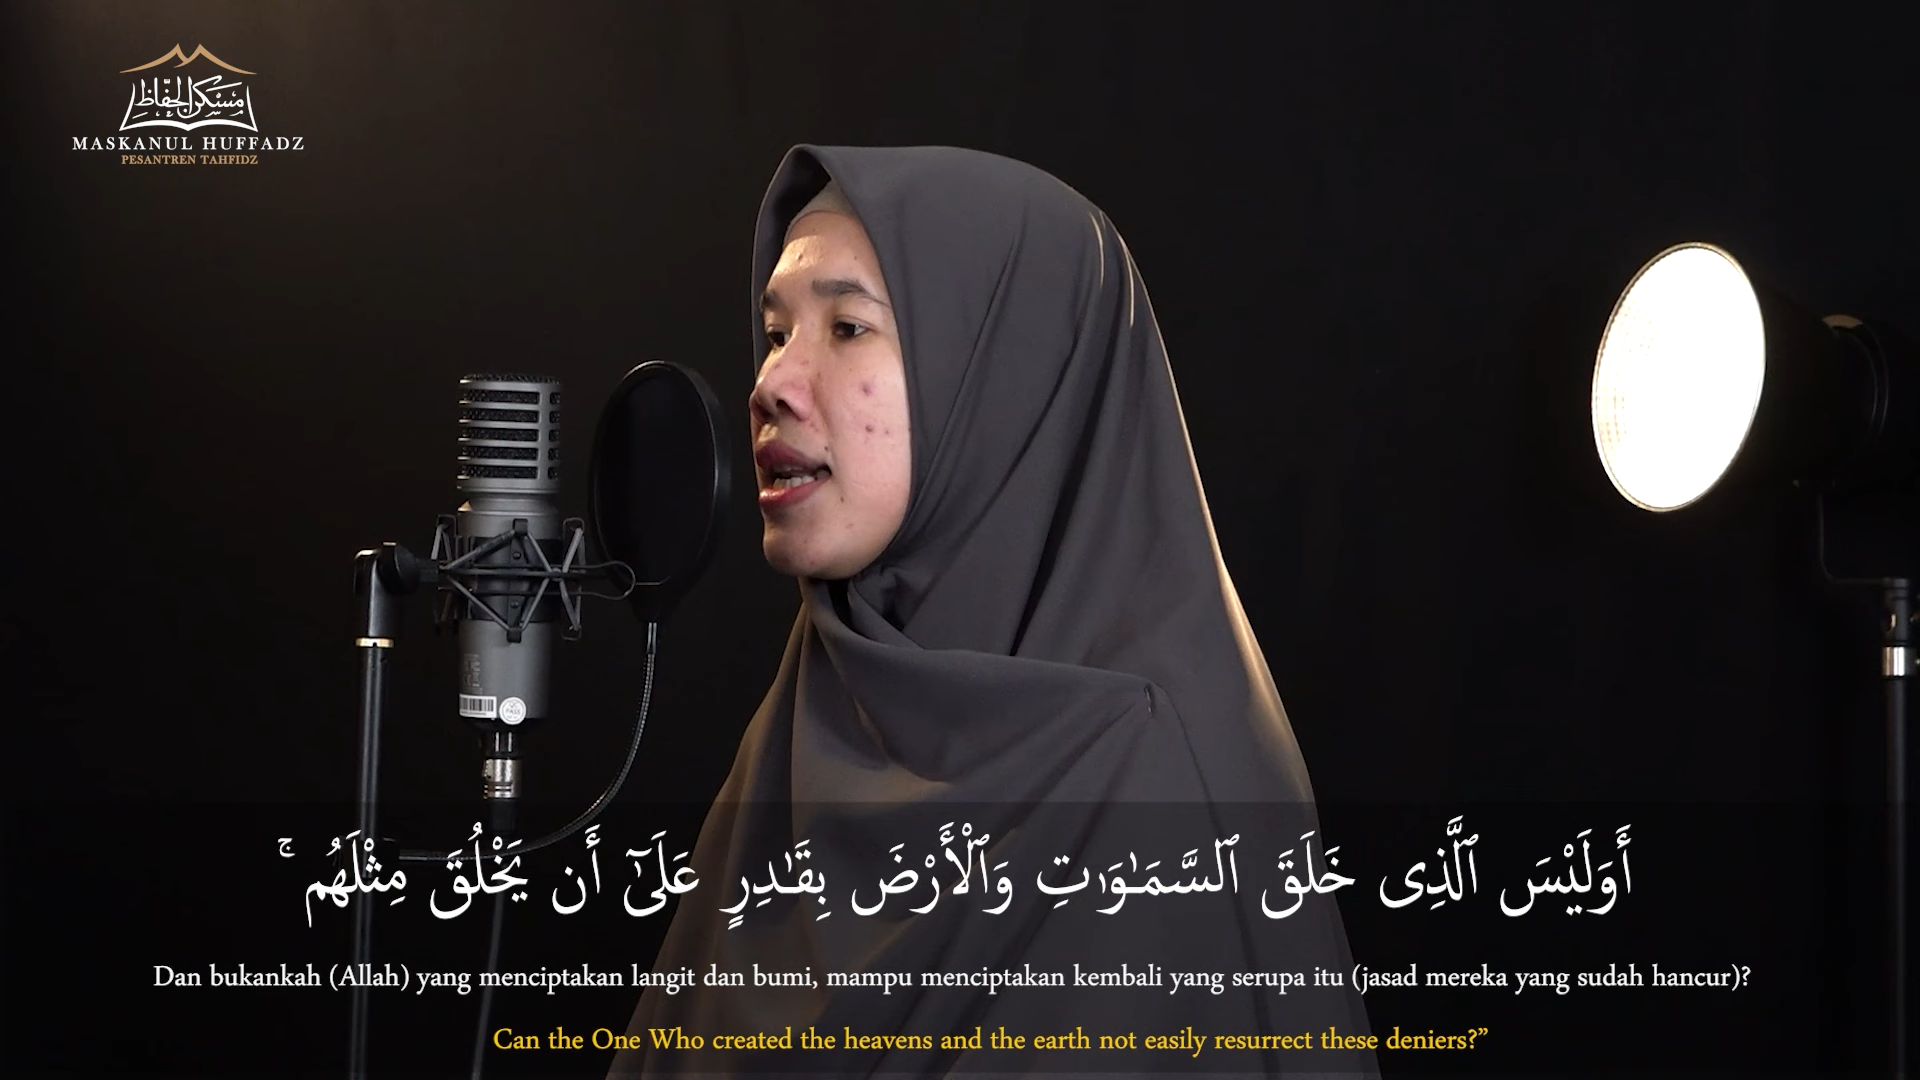 مسكن الحفاظ
MASKANUL HUFFADZ
PESANTREN TAHFIDZ
أَوَلَيْسَ ٱلَّذِى خَلَقَ ٱلسَّمَـٰوَٰتِ وَٱلْأَرْضَ بِقَـٰدِرٍ عَلَىٰٓ أَن يَخْلُقَ مِثْلَهُم ۚ
Dan bukankah (Allah) yang menciptakan langit dan bumi, mampu menciptakan kembali yang serupa itu (jasad mereka yang sudah hancur)?
Can the One Who created the heavens and the earth not easily resurrect these deniers?”